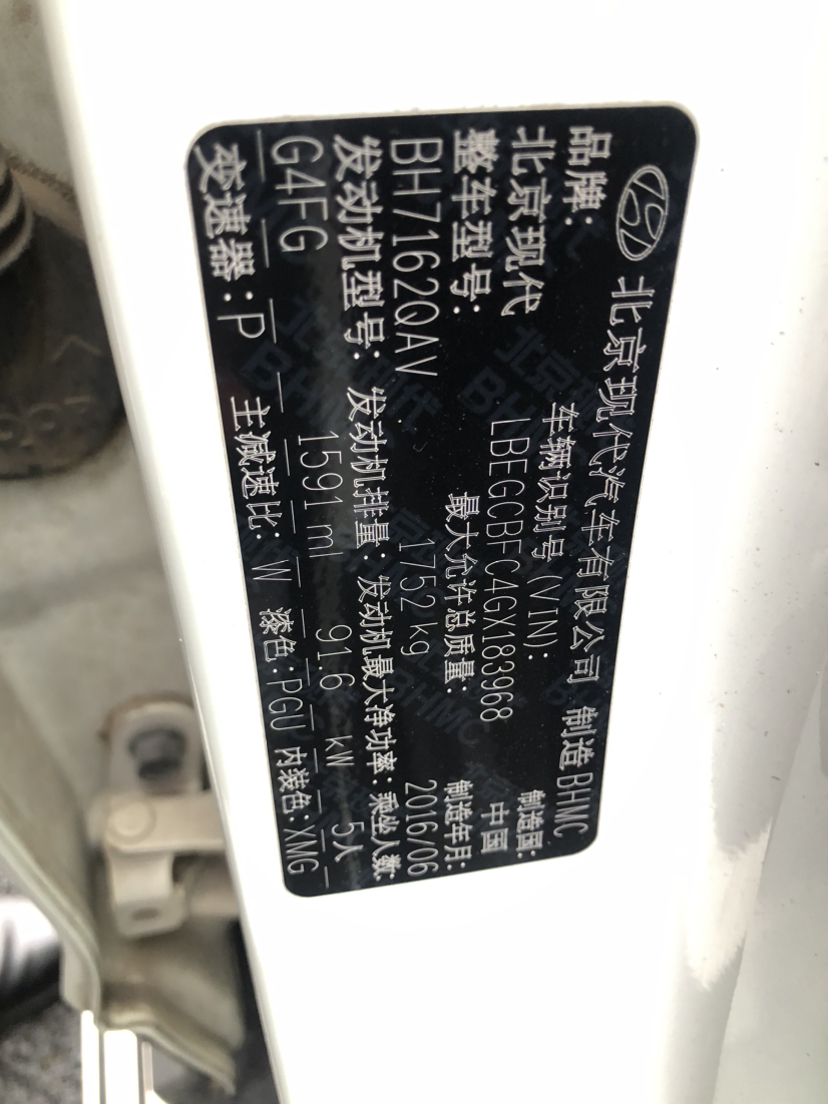 北京现代汽车有限公司 制造 BHMC
品牌: 车辆识别号 (VIN): 制造国:
北京现代 LBEGCBFC4GX183968 中国
整车型号: 最大允许总质量: 制造年月:
BH7162QAV 1752 kg 2016/06
发动机型号: 发动机排量: 发动机最大净功率: 乘坐人数:
G4FG 1591 ml 91.6 kW 5人
变速器: P 主减速比: W 漆色: PGU 内装色: XMG